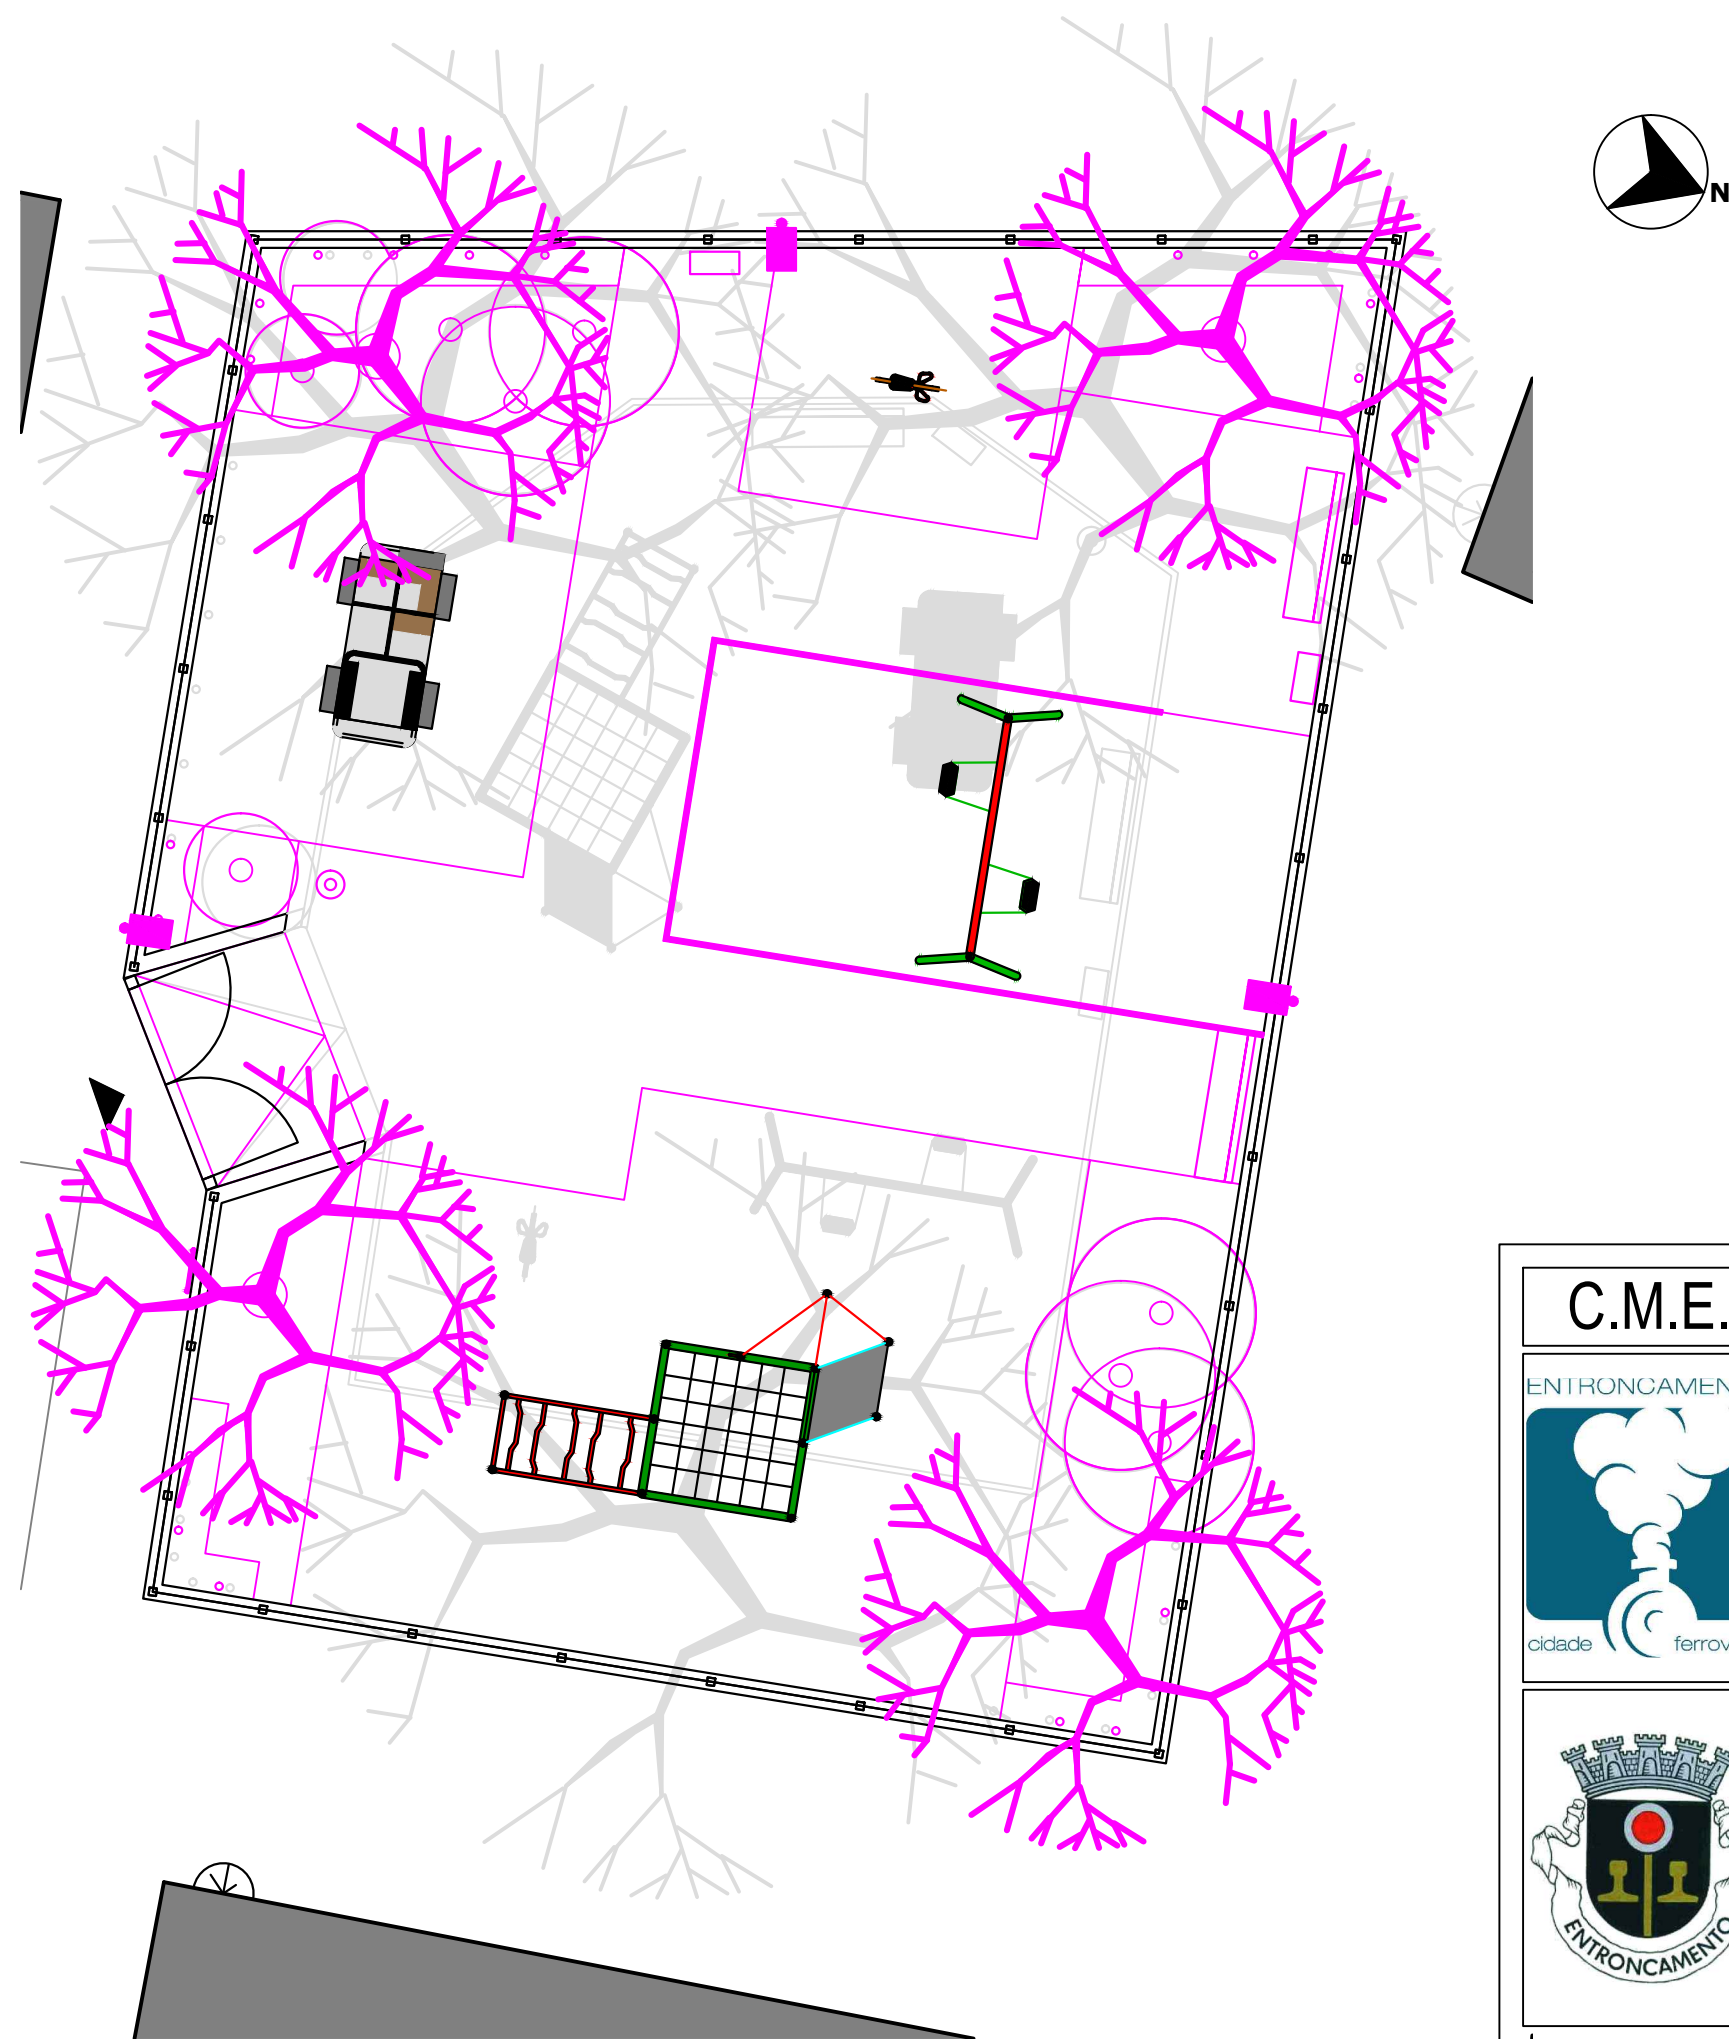 N
C.M.E.
ENTRONCAMEN
cidade ferrov
ENTRONCAMENTO